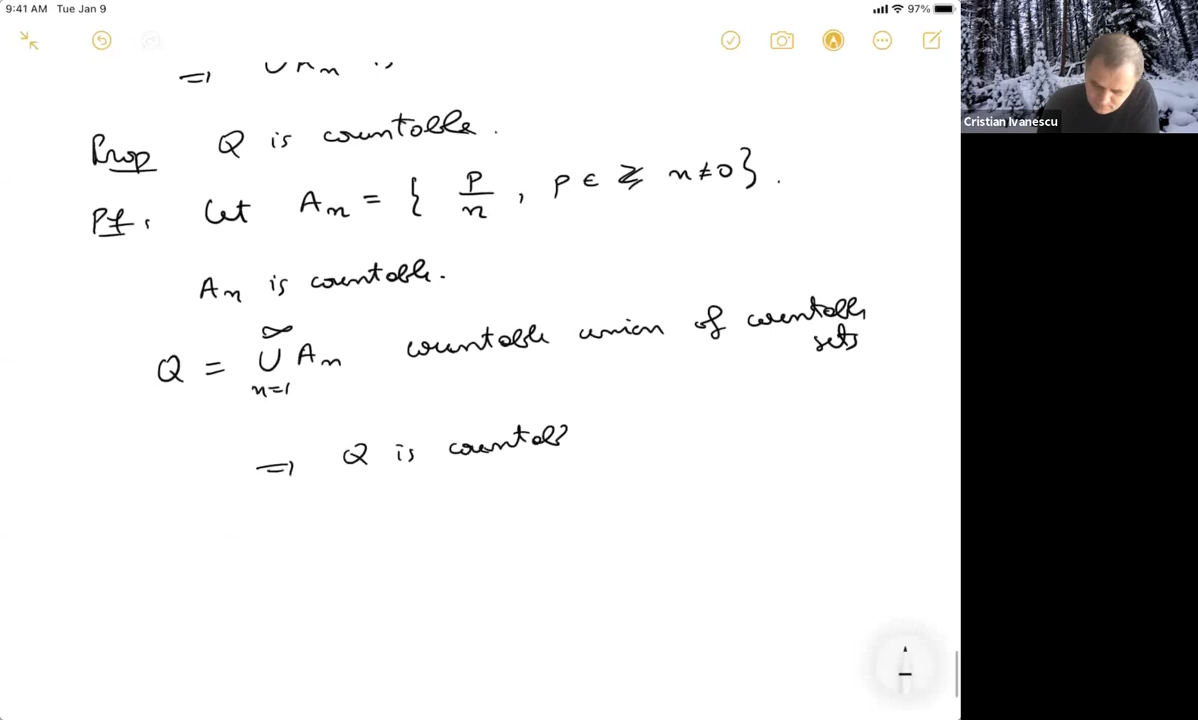 9:41 AM Tue Jan 9
97%
Cristian Ivanescu
=)
Prop Q is countable.
Pf: Let An = { p/n , p ∈ ℤ n≠0 } .
An is countable.
Q = ∞ ∪ n=1 An countable union of countable sets
=) Q is countabl